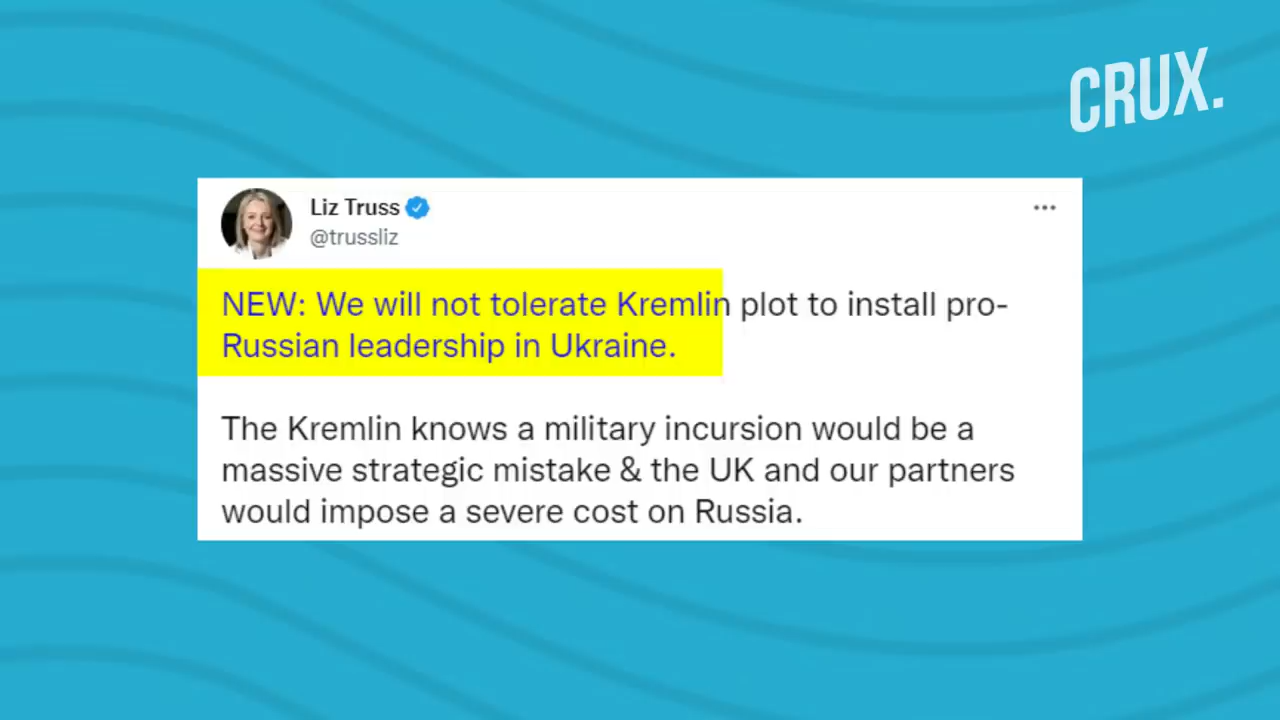 CRUX.
Liz Truss
@trussliz
NEW: We will not tolerate Kremlin plot to install pro-
Russian leadership in Ukraine.
The Kremlin knows a military incursion would be a
massive strategic mistake & the UK and our partners
would impose a severe cost on Russia.